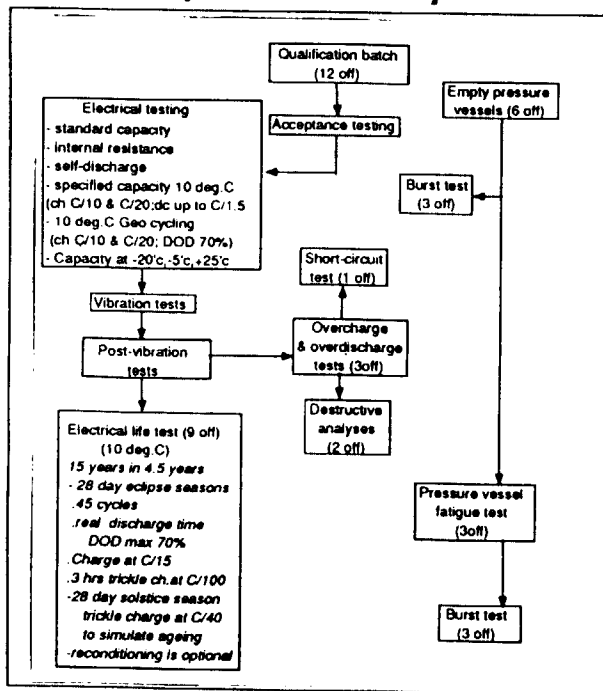 Qualification batch
(12 off)
Acceptance testing
Electrical testing
- standard capacity
- internal resistance
- self-discharge
- specified capacity 10 deg.C
(ch C/10 & C/20;dc up to C/1.5
- 10 deg.C Geo cycling
(ch C/10 & C/20; DOD 70%)
- Capacity at -20'c,-5'c,+25'c
Vibration tests
Post-vibration
tests
Short-circuit
test (1 off)
Overcharge
& overdischarge
tests (3off)
Destructive
analyses
(2 off)
Electrical life test (9 off)
(10 deg.C)
15 years in 4.5 years
- 28 day eclipse seasons
.45 cycles
.real discharge time
DOD max 70%
.Charge at C/15
.3 hrs trickle ch.at C/100
-28 day solstice season
trickle charge at C/40
to simulate ageing
-reconditioning is optional
Empty pressure
vessels (6 off)
Burst test
(3 off)
Pressure vessel
fatigue test
(3off)
Burst test
(3 off)